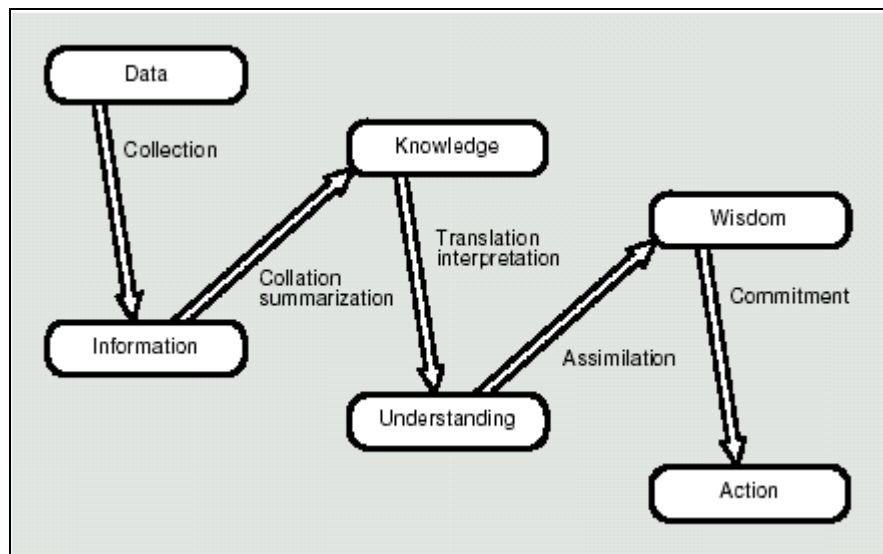 Data
Collection
Knowledge
Wisdom
Translation
interpretation
Collation
summarization
Commitment
Information
Assimilation
Understanding
Action